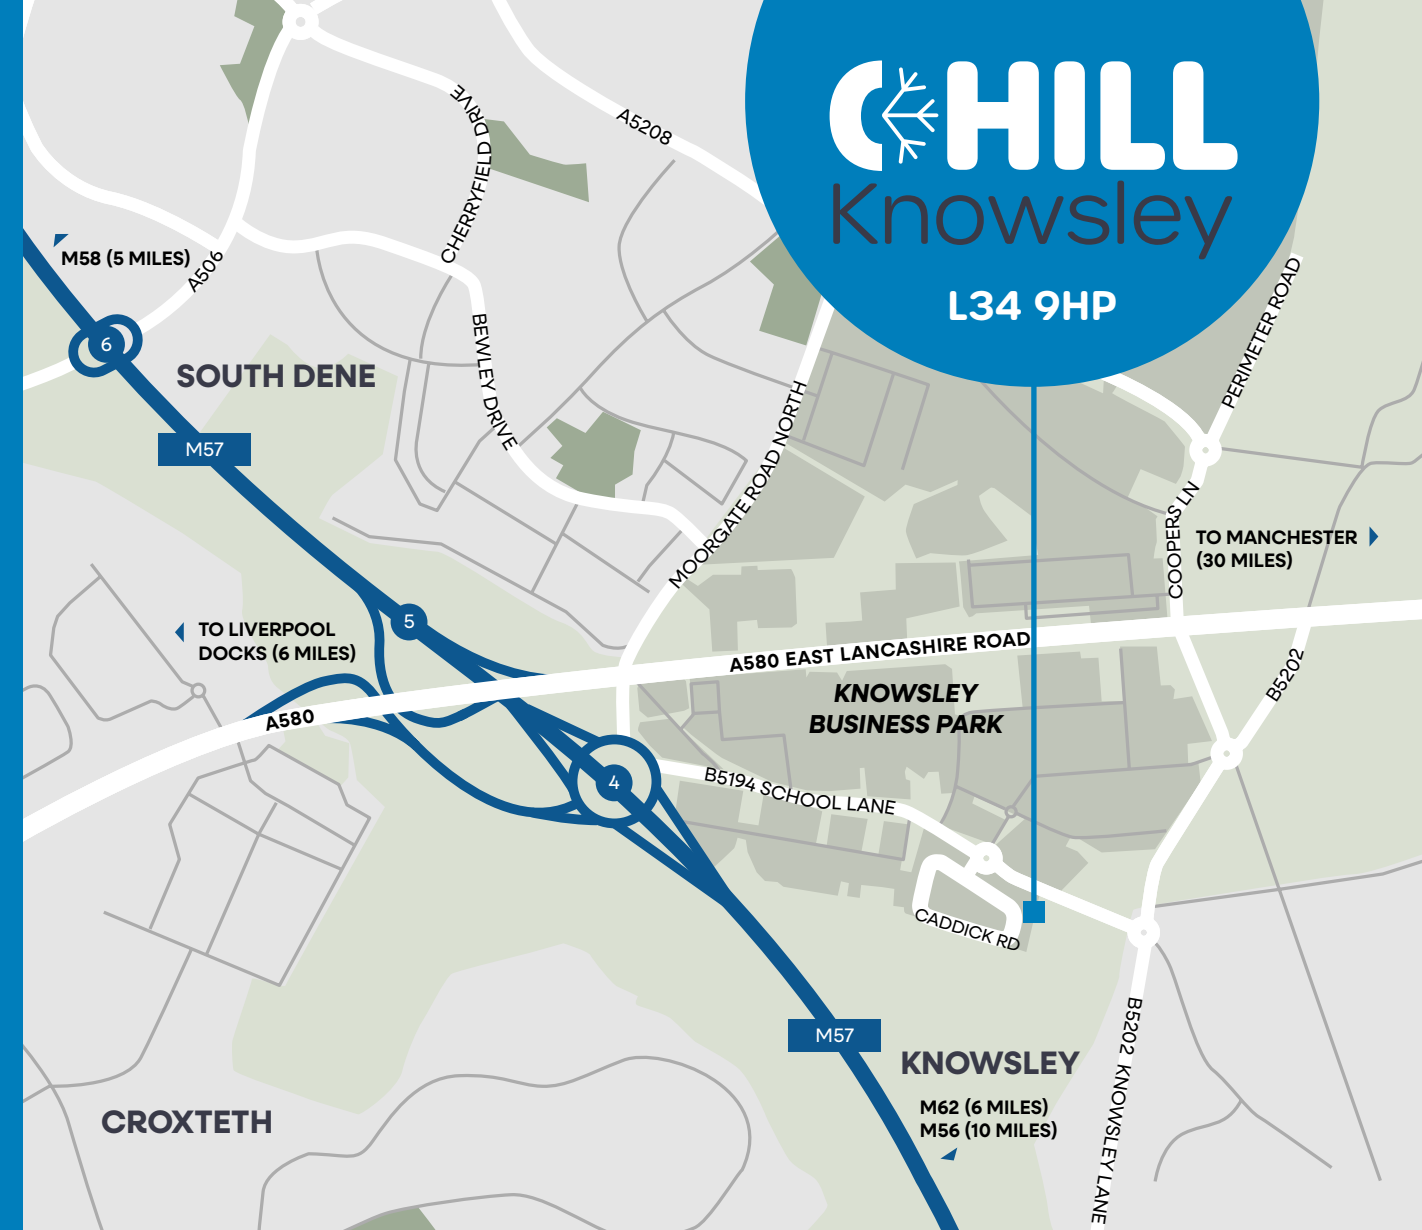 CHILL
Knowsley
L34 9HP
A5208
CHERRYFIELD DRIVE
M58 (5 MILES)
A506
PERIMETER ROAD
6
SOUTH DENE
BEWLEY DRIVE
M57
MOORGATE ROAD NORTH
COOPERS LN
TO MANCHESTER
(30 MILES)
5
TO LIVERPOOL
DOCKS (6 MILES)
A580 EAST LANCASHIRE ROAD
B5202
A580
KNOWSLEY
BUSINESS PARK
4
B5194 SCHOOL LANE
CADDICK RD
M57
KNOWSLEY
M62 (6 MILES)
M56 (10 MILES)
B5202 KNOWSLEY LANE
CROXTETH